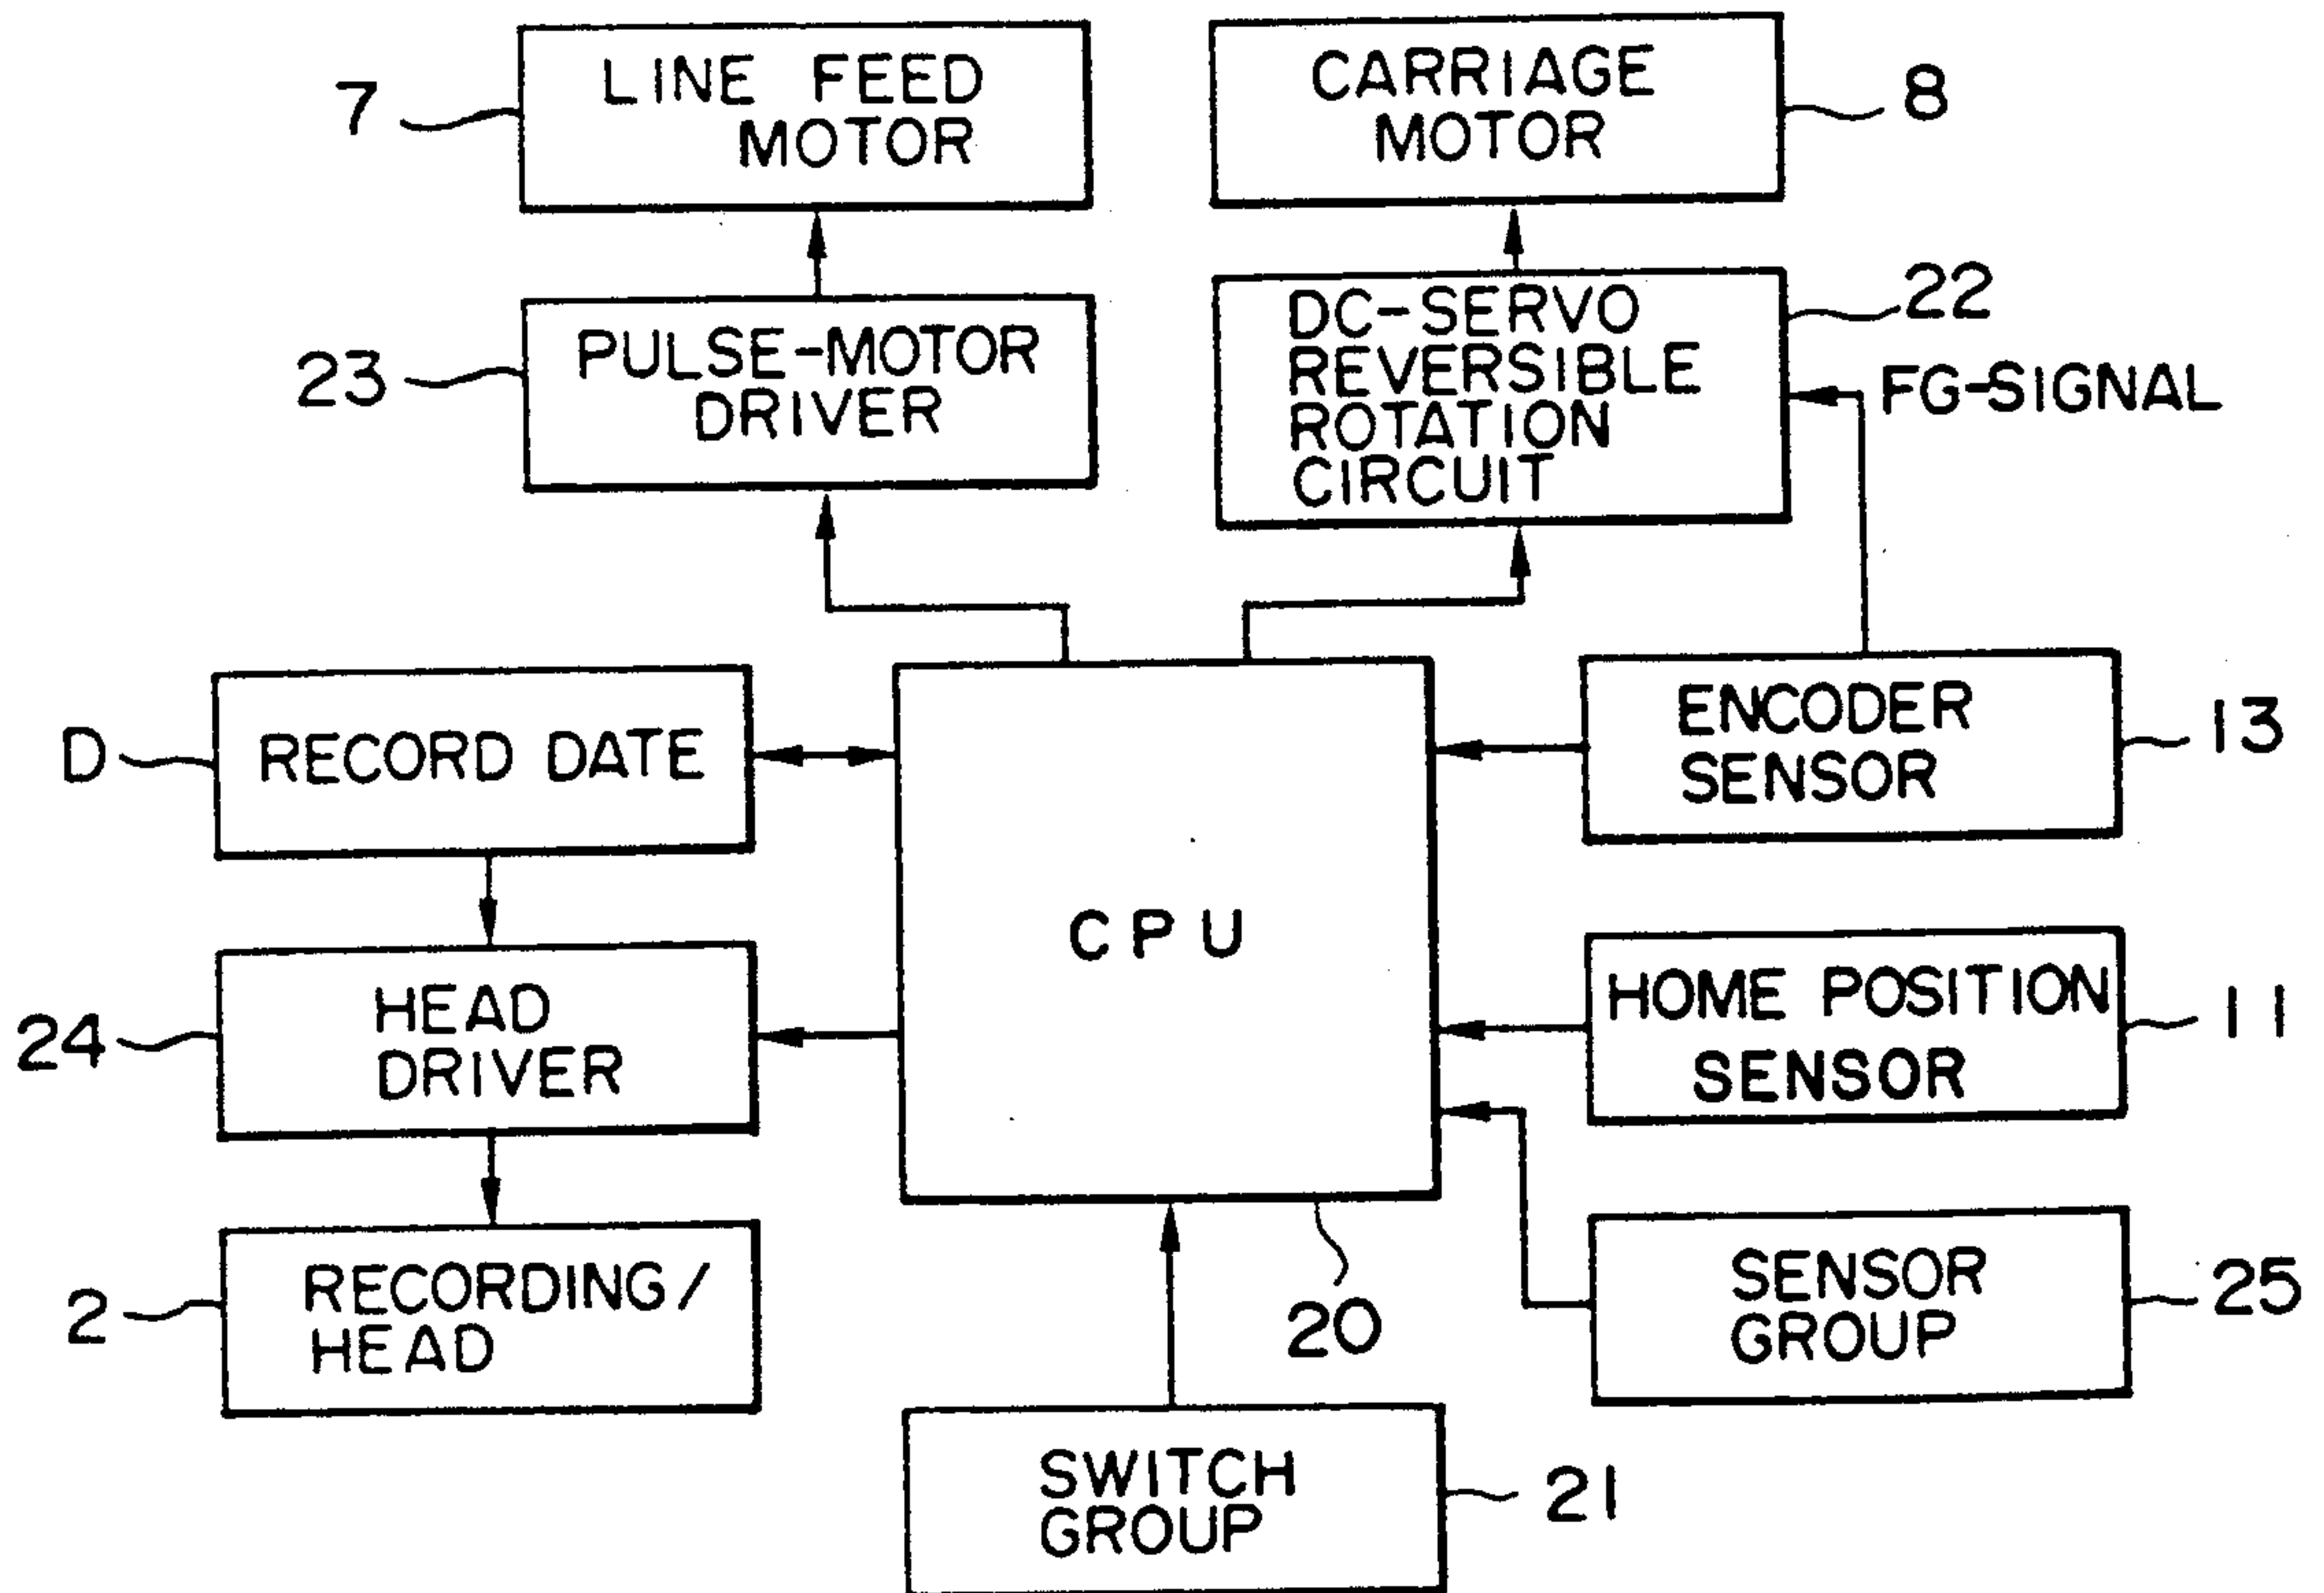 LINE FEED
MOTOR
7
CARRIAGE
MOTOR
8
PULSE-MOTOR
DRIVER
23
DC-SERVO
REVERSIBLE
ROTATION
CIRCUIT
22
FG-SIGNAL
D
RECORD DATE
CPU
20
ENCODER
SENSOR
13
24
HEAD
DRIVER
HOME POSITION
SENSOR
11
2
RECORDING/
HEAD
SENSOR
GROUP
25
SWITCH
GROUP
21